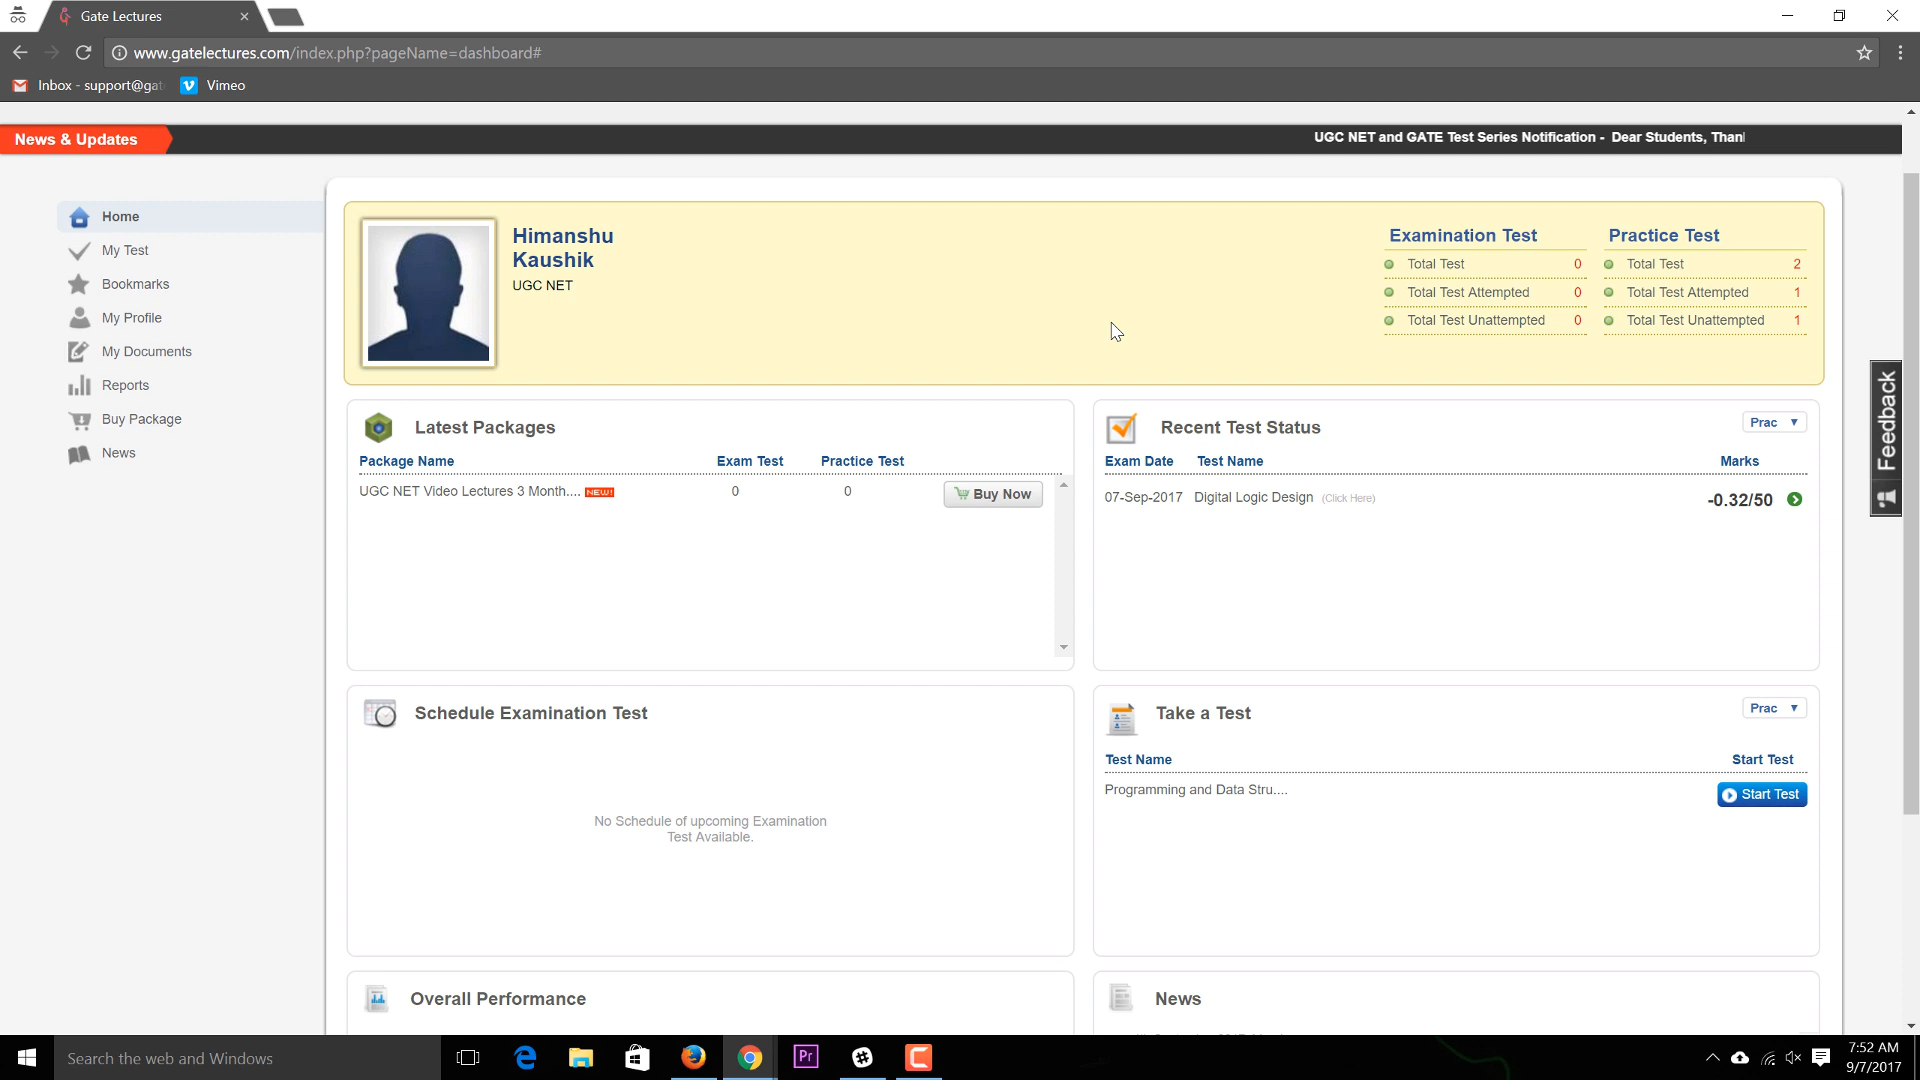 Gate Lectures
www.gatelectures.com/index.php?pageName=dashboard#
Inbox - support@gat
Vimeo
News & Updates
UGC NET and GATE Test Series Notification - Dear Students, Than
Home
My Test
Bookmarks
My Profile
My Documents
Reports
Buy Package
News
Himanshu
Kaushik
UGC NET
Examination Test
Total Test 0
Total Test Attempted 0
Total Test Unattempted 0
Practice Test
Total Test 2
Total Test Attempted 1
Total Test Unattempted 1
Feedback
Latest Packages
Package Name Exam Test Practice Test
UGC NET Video Lectures 3 Month.... NEW! 0 0 Buy Now
Recent Test Status
Prac
Exam Date Test Name Marks
07-Sep-2017 Digital Logic Design (Click Here) -0.32/50
Schedule Examination Test
No Schedule of upcoming Examination
Test Available.
Take a Test
Prac
Test Name Start Test
Programming and Data Stru.... Start Test
Overall Performance
News
Search the web and Windows
Pr
7:52 AM
9/7/2017